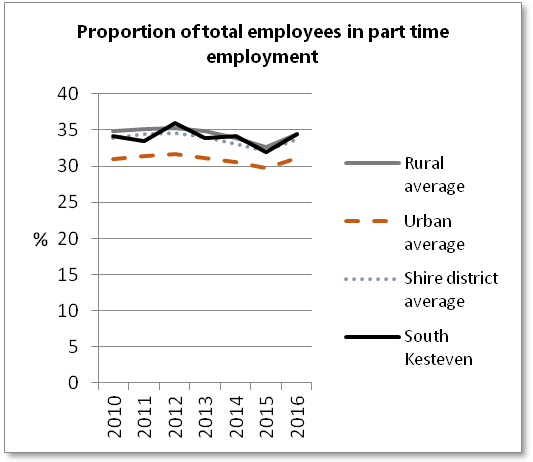 Proportion of total employees in part time
employment
40
35
30
25
20
15
10
5
0
%
2010
2011
2012
2013
2014
2015
2016
Rural
average
Urban
average
Shire district
average
South
Kesteven